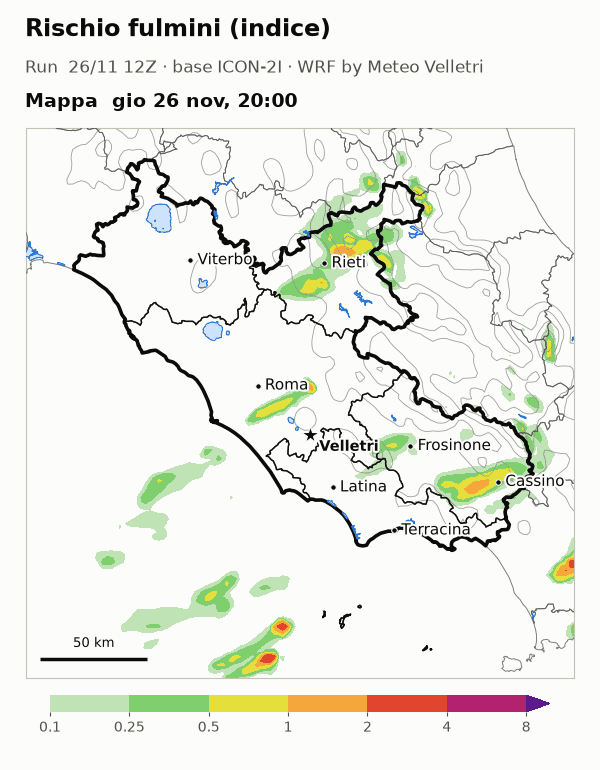 Rischio fulmini (indice)
Run  26/11 12Z · base ICON-2I · WRF by Meteo Velletri
Mappa  gio 26 nov, 20:00
Viterbo
Rieti
Roma
Velletri
Frosinone
Cassino
Latina
Terracina
50 km
0.1 0.25 0.5 1 2 4 8